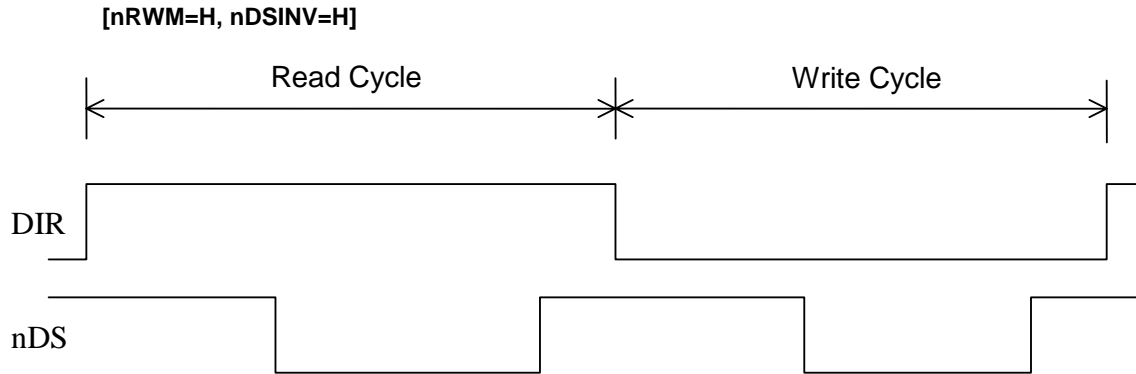 [nRWM=H, nDSINV=H]
Read Cycle
Write Cycle
DIR
nDS